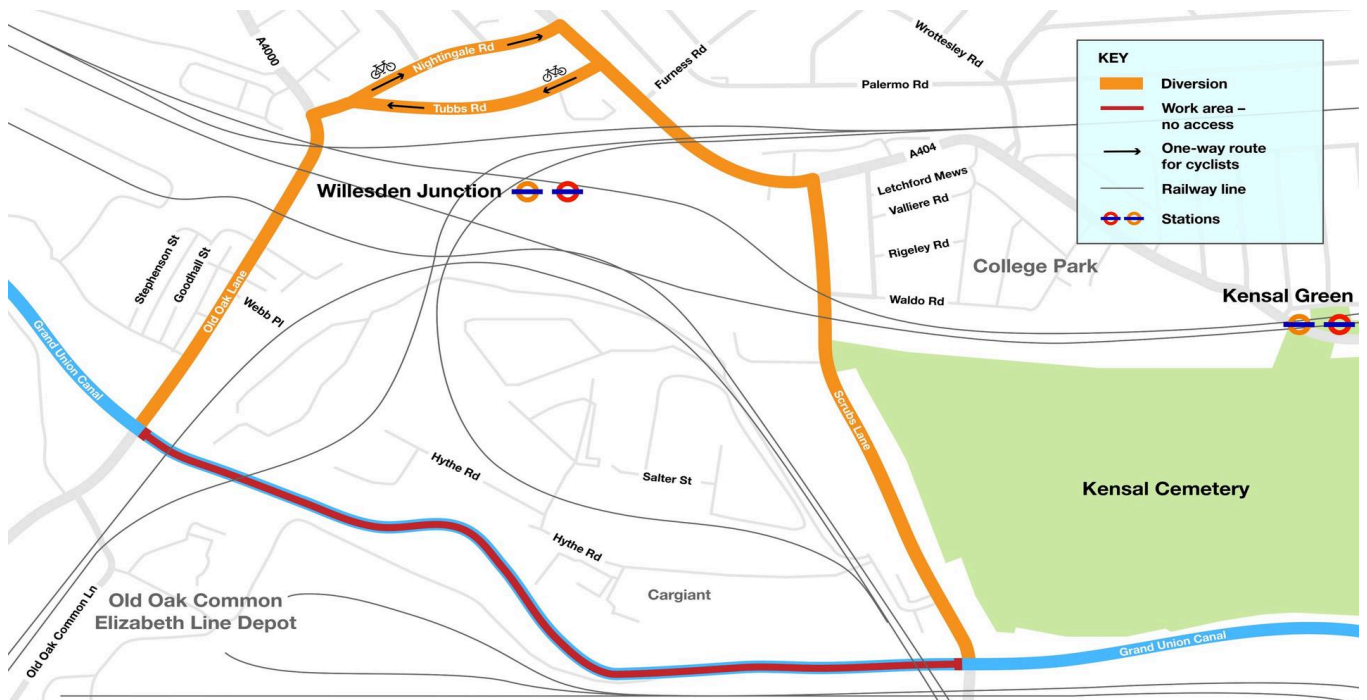 A4000
Nightingale Rd
Tubbs Rd
Furness Rd
Wrottesley Rd
Palermo Rd
KEY
Diversion
Work area –
no access
One-way route
for cyclists
Railway line
Stations
A404
Letchford Mews
Valliere Rd
Rigeley Rd
Waldo Rd
College Park
Willesden Junction
Kensal Green
Stephenson St
Goodhall St
Old Oak Lane
Webb Pl
Grand Union Canal
Scrubs Lane
Hythe Rd
Salter St
Kensal Cemetery
Hythe Rd
Cargiant
Old Oak Common
Elizabeth Line Depot
Old Oak Common Ln
Grand Union Canal